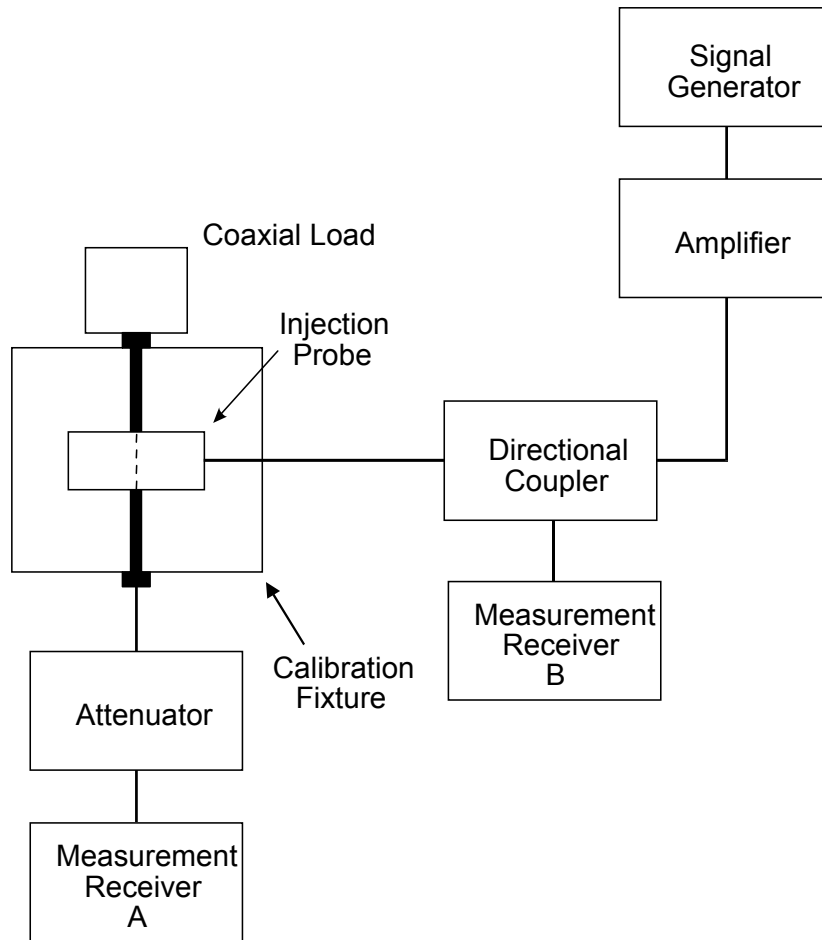 Signal
Generator
Amplifier
Coaxial Load
Injection
Probe
Directional
Coupler
Measurement
Receiver
B
Calibration
Fixture
Attenuator
Measurement
Receiver
A